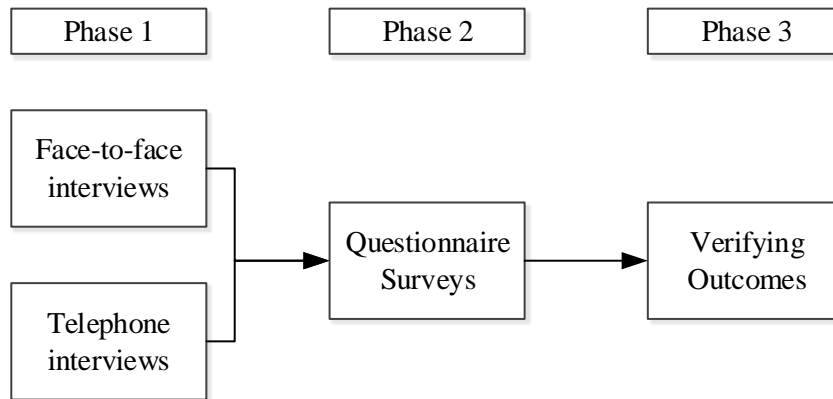 Phase 1
Phase 2
Phase 3
Face-to-face
interviews
Telephone
interviews
Questionnaire
Surveys
Verifying
Outcomes